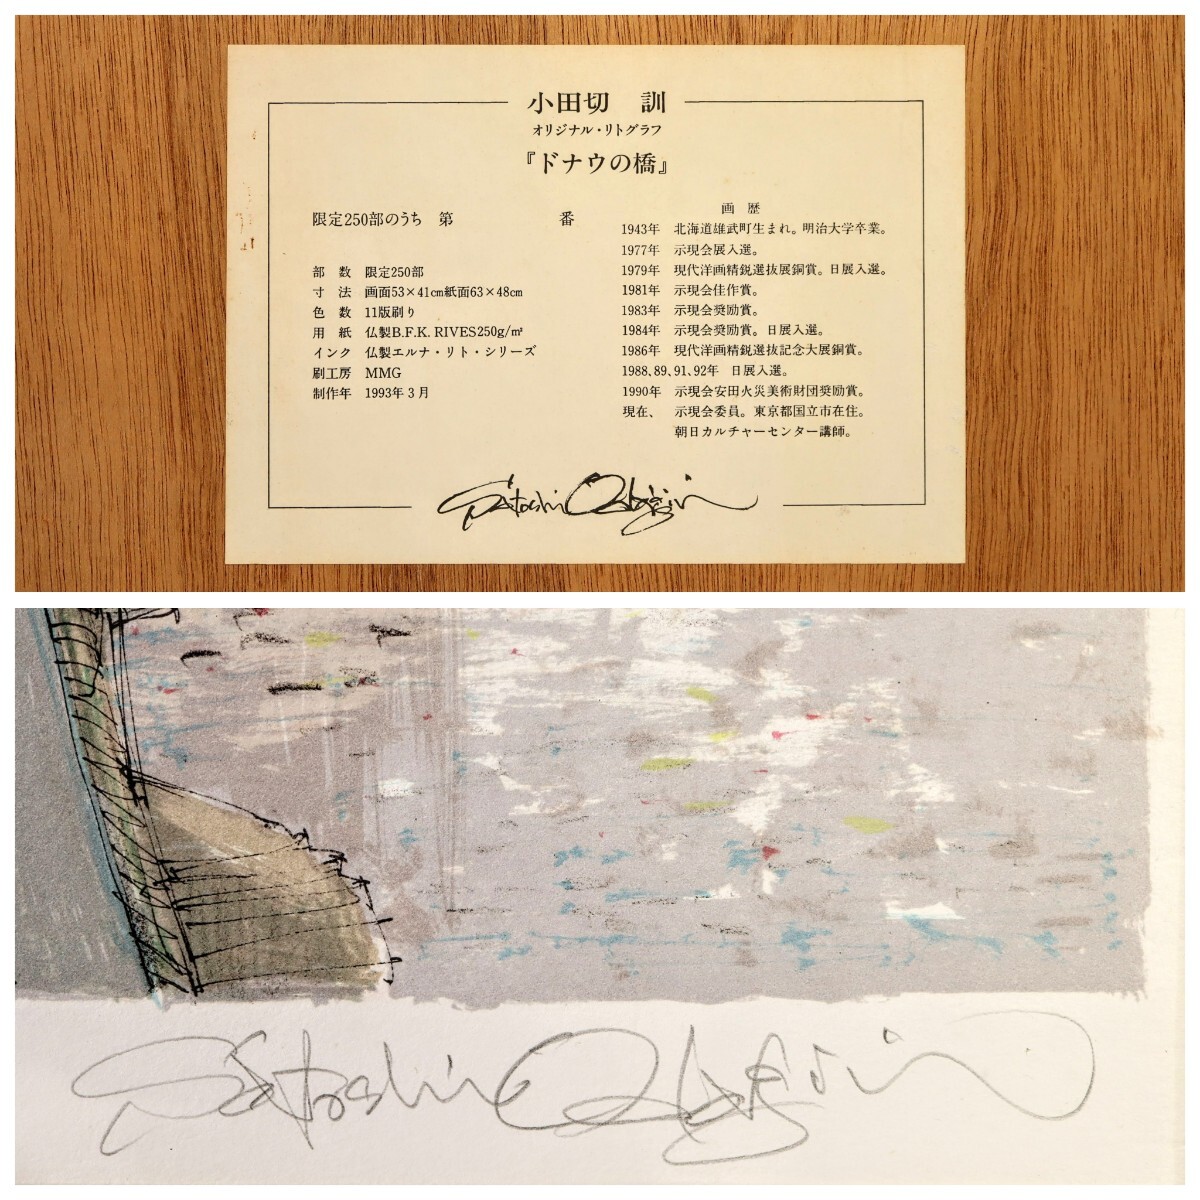 小田切 訓
オリジナル・リトグラフ
『ドナウの橋』
限定250部のうち 第 番
部 数 限定250部
寸 法 画面53×41cm紙面63×48cm
色 数 11版刷り
用 紙 仏製B.F.K. RIVES250g/㎡
インク 仏製エルナ・リト・シリーズ
刷工房 MMG
制作年 1993年3月
画 歴
1943年 北海道雄武町生まれ。明治大学卒業。
1977年 示現会展入選。
1979年 現代洋画精鋭選抜展銅賞。日展入選。
1981年 示現会佳作賞。
1983年 示現会奨励賞。
1984年 示現会奨励賞。日展入選。
1986年 現代洋画精鋭選抜記念大展銅賞。
1988,89,91,92年 日展入選。
1990年 示現会安田火災美術財団奨励賞。
現在、 示現会委員。東京都国立市在住。
朝日カルチャーセンター講師。
Satoshi Otagiri
Satoshi Otagiri